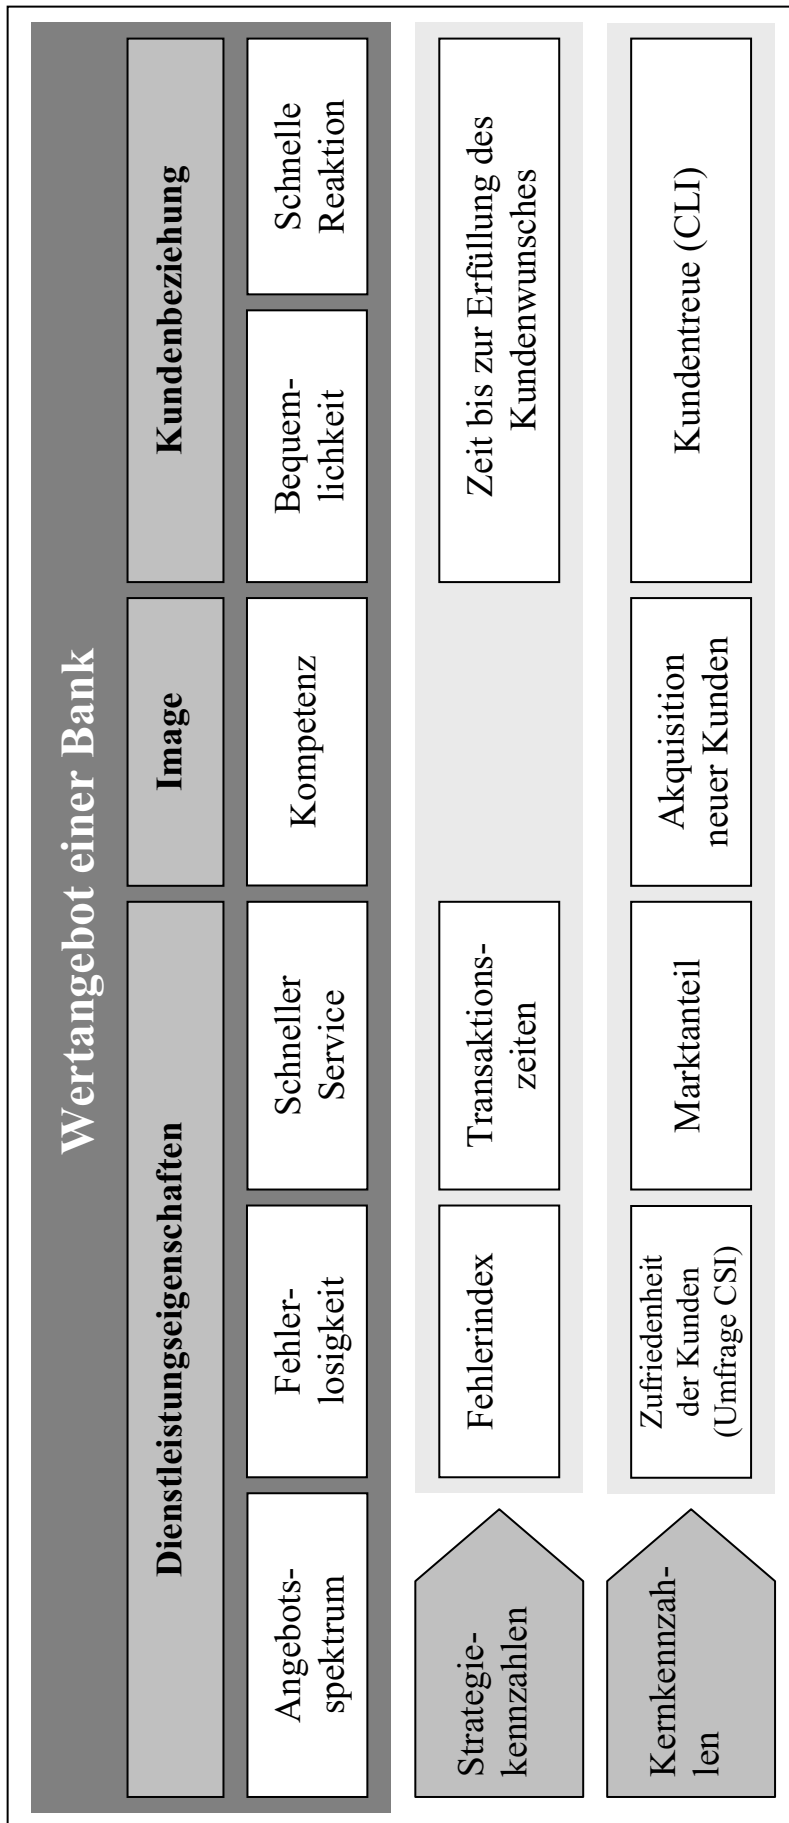 Wertangebot einer Bank
Dienstleistungseigenschaften
Image
Kundenbeziehung
Angebots-
spektrum
Fehler-
losigkeit
Schneller
Service
Kompetenz
Bequem-
lichkeit
Schnelle
Reaktion
Strategie-
kennzahlen
Fehlerindex
Transaktions-
zeiten
Zeit bis zur Erfüllung des
Kundenwunsches
Kernkennzah-
len
Zufriedenheit
der Kunden
(Umfrage CSI)
Marktanteil
Akquisition
neuer Kunden
Kundentreue (CLI)